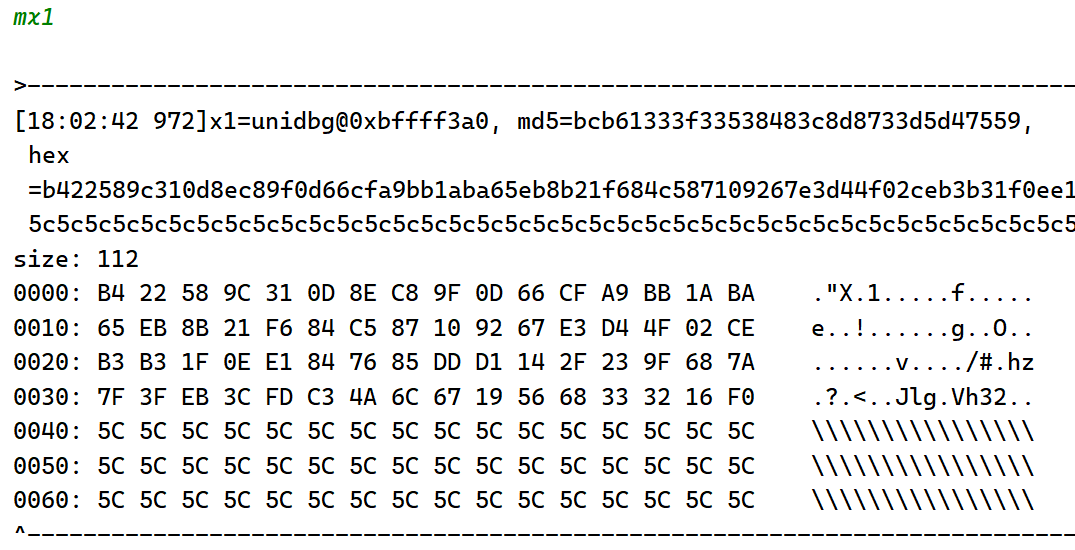 mx1
>-----------------------------------------------------------------------------
[18:02:42 972]x1=unidbg@0xbffff3a0, md5=bcb61333f33538483c8d8733d5d47559,
hex
=b422589c310d8ec89f0d66cfa9bb1aba65eb8b21f684c587109267e3d44f02ceb3b31f0ee1
5c5c5c5c5c5c5c5c5c5c5c5c5c5c5c5c5c5c5c5c5c5c5c5c5c5c5c5c5c5c5c5c5c5c5c5c5c5
size: 112
0000: B4 22 58 9C 31 0D 8E C8 9F 0D 66 CF A9 BB 1A BA    ."X.1.....f.....
0010: 65 EB 8B 21 F6 84 C5 87 10 92 67 E3 D4 4F 02 CE    e..!......g..O..
0020: B3 B3 1F 0E E1 84 76 85 DD D1 14 2F 23 9F 68 7A    ......v..../#.hz
0030: 7F 3F EB 3C FD C3 4A 6C 67 19 56 68 33 32 16 F0    .?.<..Jlg.Vh32..
0040: 5C 5C 5C 5C 5C 5C 5C 5C 5C 5C 5C 5C 5C 5C 5C 5C    \\\\\\\\\\\\\\\\
0050: 5C 5C 5C 5C 5C 5C 5C 5C 5C 5C 5C 5C 5C 5C 5C 5C    \\\\\\\\\\\\\\\\
0060: 5C 5C 5C 5C 5C 5C 5C 5C 5C 5C 5C 5C 5C 5C 5C 5C    \\\\\\\\\\\\\\\\
^-----------------------------------------------------------------------------